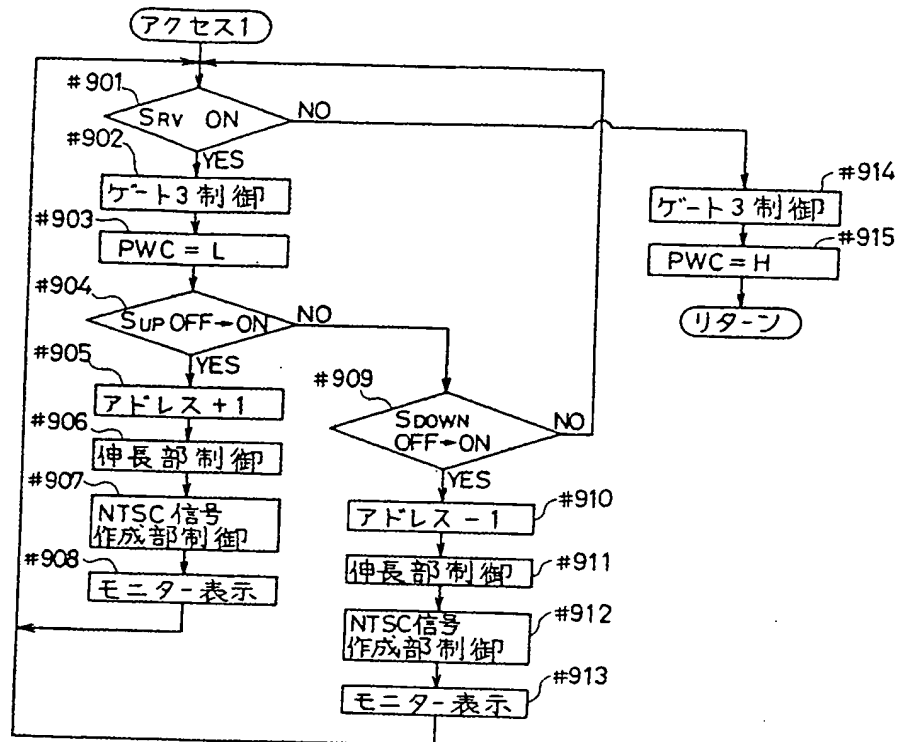 アクセス1
#901
SRV ON
NO
YES
#902
ゲート3制御
#903
PWC=L
#904
SUP OFF→ON
NO
YES
#905
アドレス+1
#906
伸長部制御
#907
NTSC信号
作成部制御
#908
モニター表示
#909
SDOWN
OFF→ON
NO
YES
#910
アドレス-1
#911
伸長部制御
#912
NTSC信号
作成部制御
#913
モニター表示
#914
ゲート3制御
#915
PWC=H
リターン